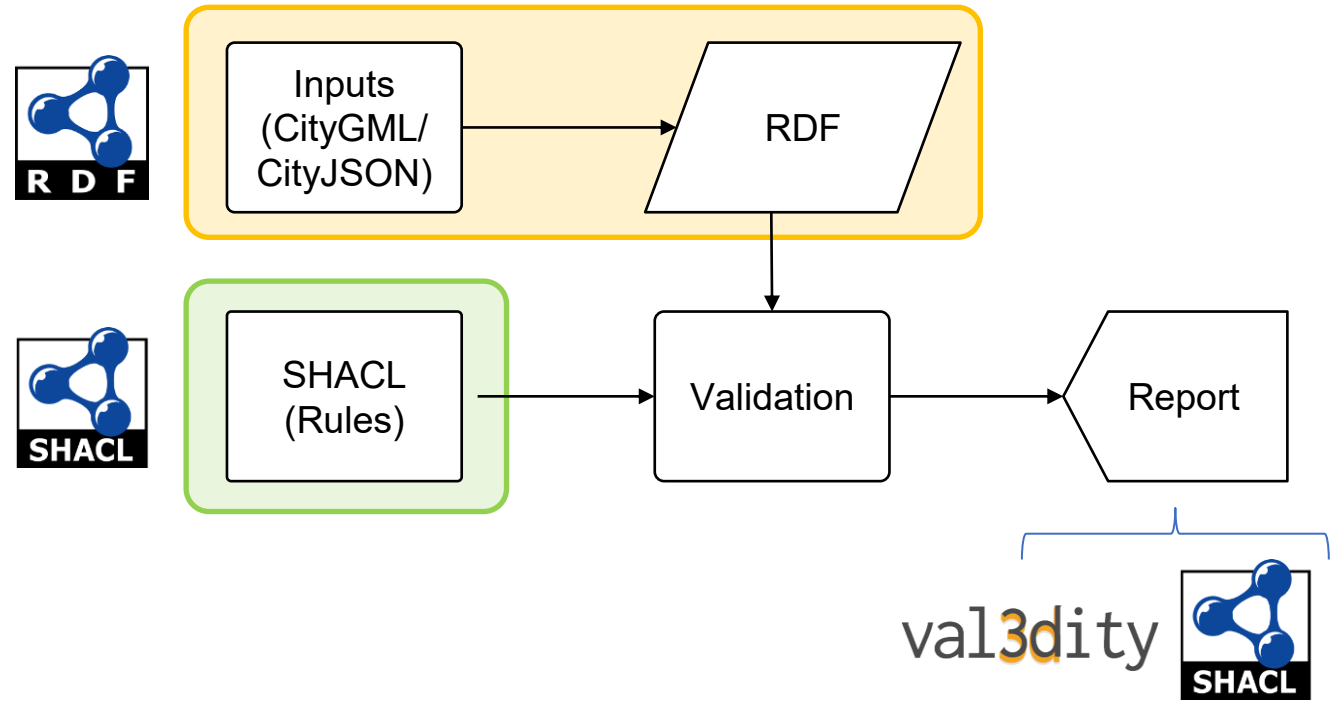 R D F
Inputs
(CityGML/
CityJSON)
RDF
SHACL
SHACL
(Rules)
Validation
Report
val3dity
SHACL